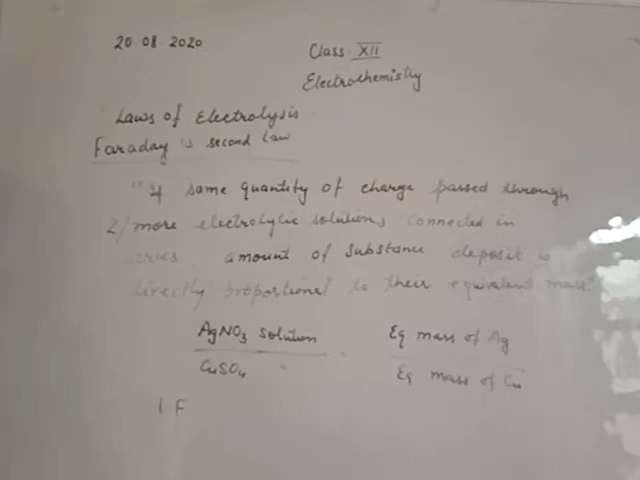 20 08 2020
Class XII
Electrochemistry
Laws of Electrolysis
Faraday's second Law
"If same quantity of charge passed through
2/more electrolytic solutions connected in
series amount of substance deposit is
directly proportional to their equivalent mass"
AgNO3 solution Eq mass of Ag
CuSO4 " Eq mass of Cu
1 F